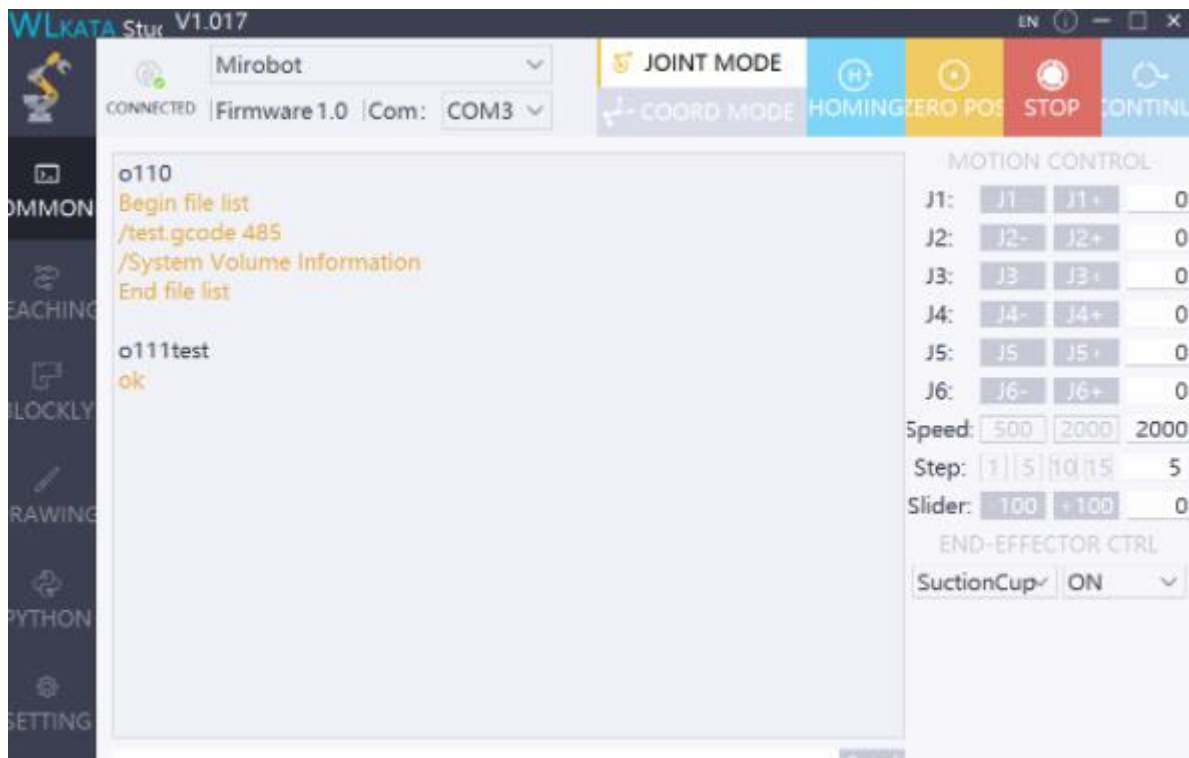 WLKATA Stuc V1.017 EN
Mirobot
CONNECTED Firmware 1.0 Com: COM3
JOINT MODE
COORD MODE
HOMING ZERO POS STOP CONTINU
OMMON
EACHING
LOCKLY
RAWING
PYTHON
SETTING
o110
Begin file list
/test.gcode 485
/System Volume Information
End file list
o111test
ok
MOTION CONTROL
J1: J1- J1+ 0
J2: J2- J2+ 0
J3: J3- J3+ 0
J4: J4- J4+ 0
J5: J5- J5+ 0
J6: J6- J6+ 0
Speed: 500 2000 2000
Step: 1 5 10 15 5
Slider: -100 +100 0
END-EFFECTOR CTRL
SuctionCup ON